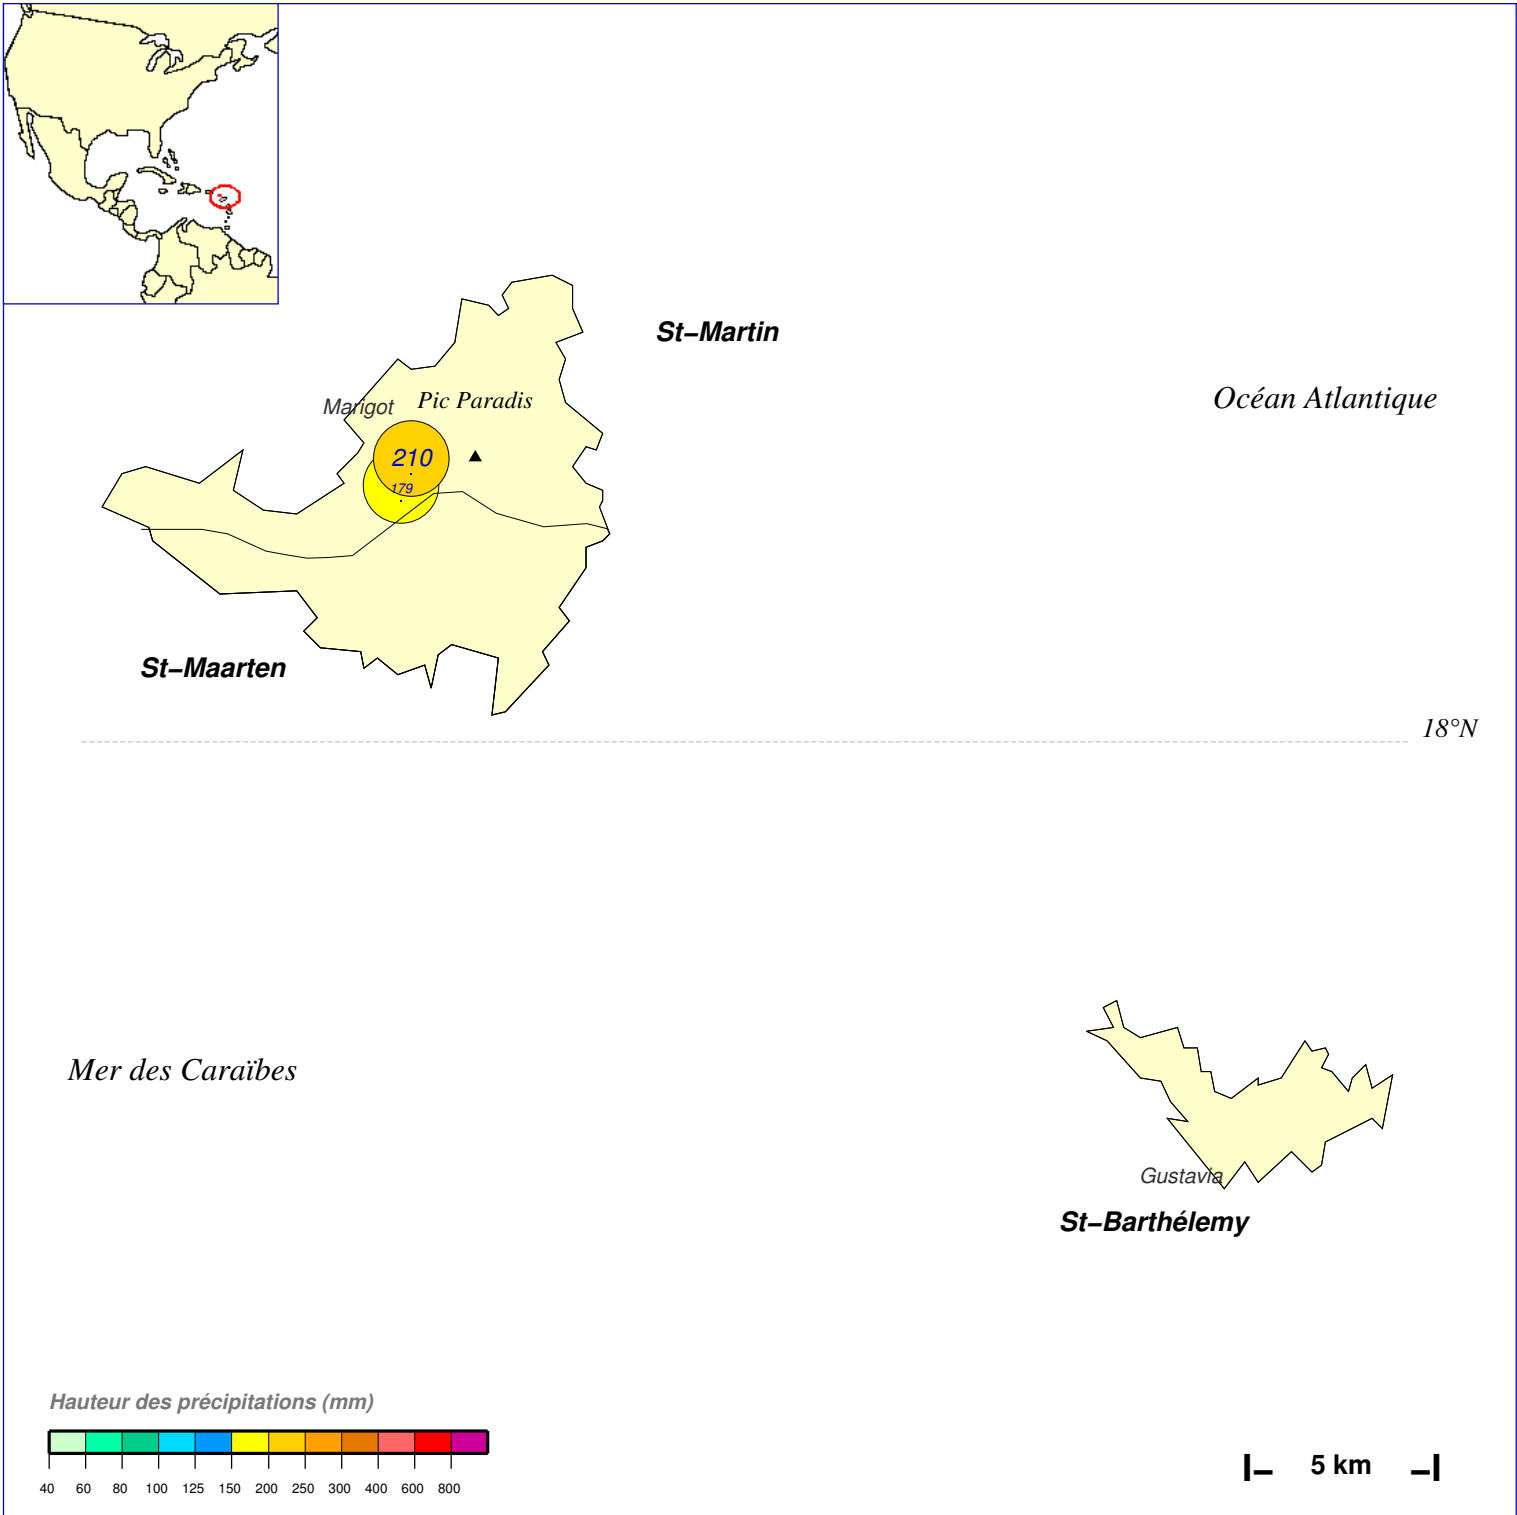 St–Martin
Océan Atlantique
Marigot
Pic Paradis
210
179
St–Maarten
18°N
Mer des Caraïbes
Gustavia
St–Barthélemy
Hauteur des précipitations (mm)
40 60 80 100 125 150 200 250 300 400 600 800
5 km